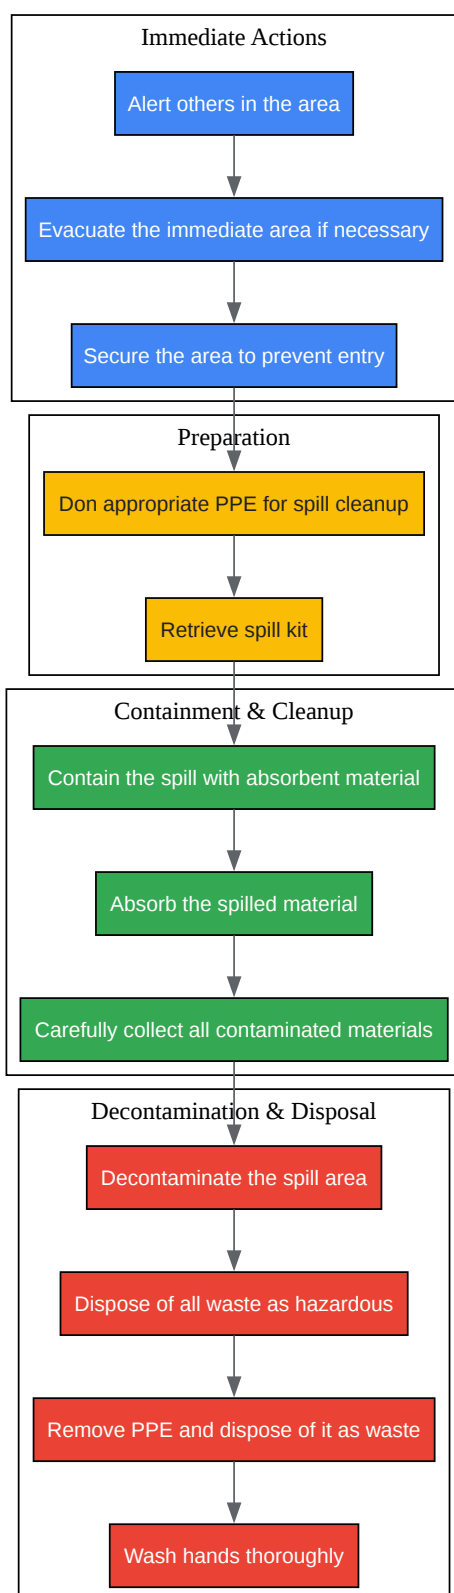 Immediate Actions
Alert others in the area
Evacuate the immediate area if necessary
Secure the area to prevent entry
Preparation
Don appropriate PPE for spill cleanup
Retrieve spill kit
Containment & Cleanup
Contain the spill with absorbent material
Absorb the spilled material
Carefully collect all contaminated materials
Decontamination & Disposal
Decontaminate the spill area
Dispose of all waste as hazardous
Remove PPE and dispose of it as waste
Wash hands thoroughly